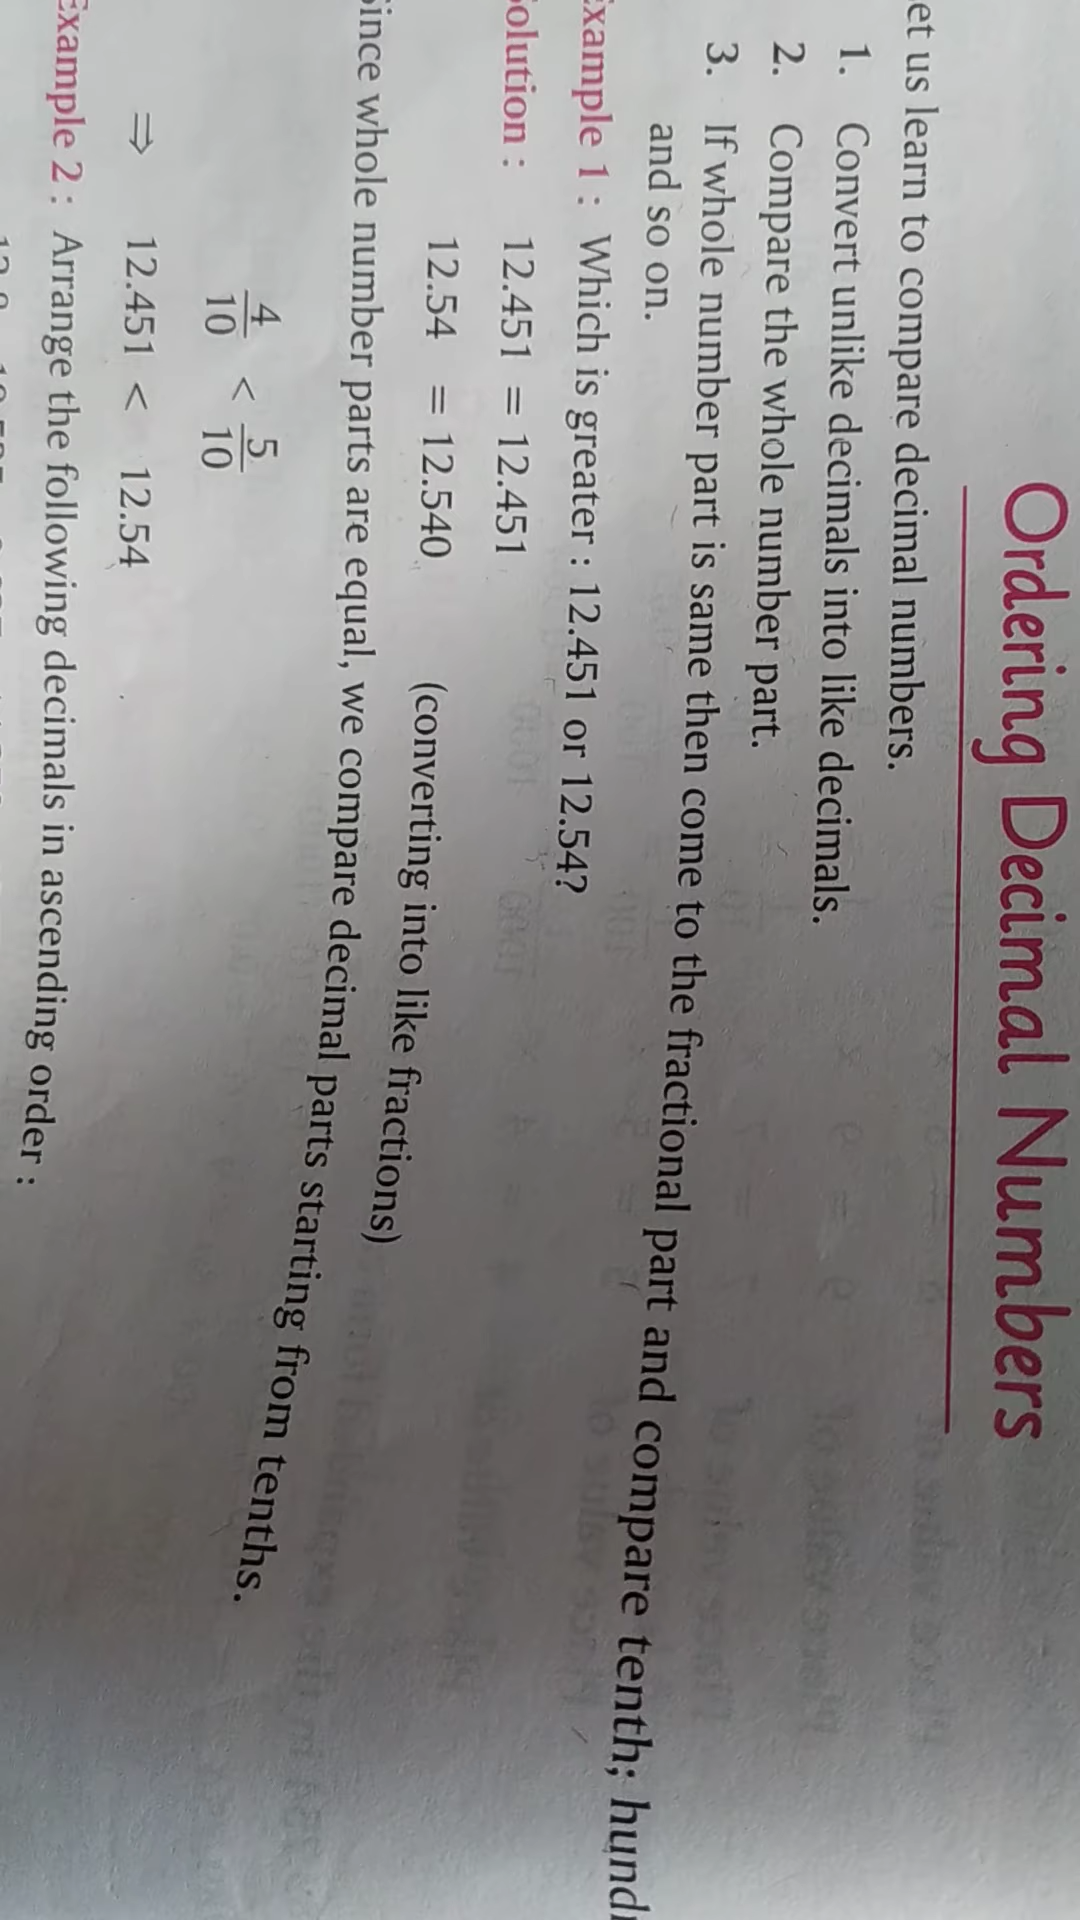 Ordering Decimal Numbers
et us learn to compare decimal numbers.
1. Convert unlike decimals into like decimals.
2. Compare the whole number part.
3. If whole number part is same then come to the fractional part and compare tenth; hund
and so on.
Example 1 : Which is greater : 12.451 or 12.54?
Solution : 12.451 = 12.451
12.54 = 12.540 (converting into like fractions)
Since whole number parts are equal, we compare decimal parts starting from tenths.
4/10 < 5/10
⇒ 12.451 < 12.54
Example 2 : Arrange the following decimals in ascending order :